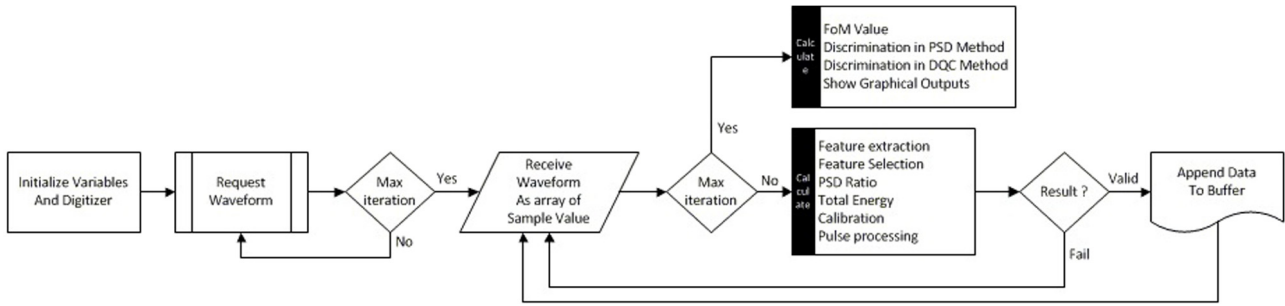 Initialize Variables
And Digitizer
Request
Waveform
Max
iteration
Yes
No
Receive
Waveform
As array of
Sample Value
Max
iteration
Yes
No
Calc
ulat
e
FoM Value
Discrimination in PSD Method
Discrimination in DQC Method
Show Graphical Outputs
Cal
cul
ate
Feature extraction
Feature Selection
PSD Ratio
Total Energy
Calibration
Pulse processing
Result ?
Valid
Fail
Append Data
To Buffer